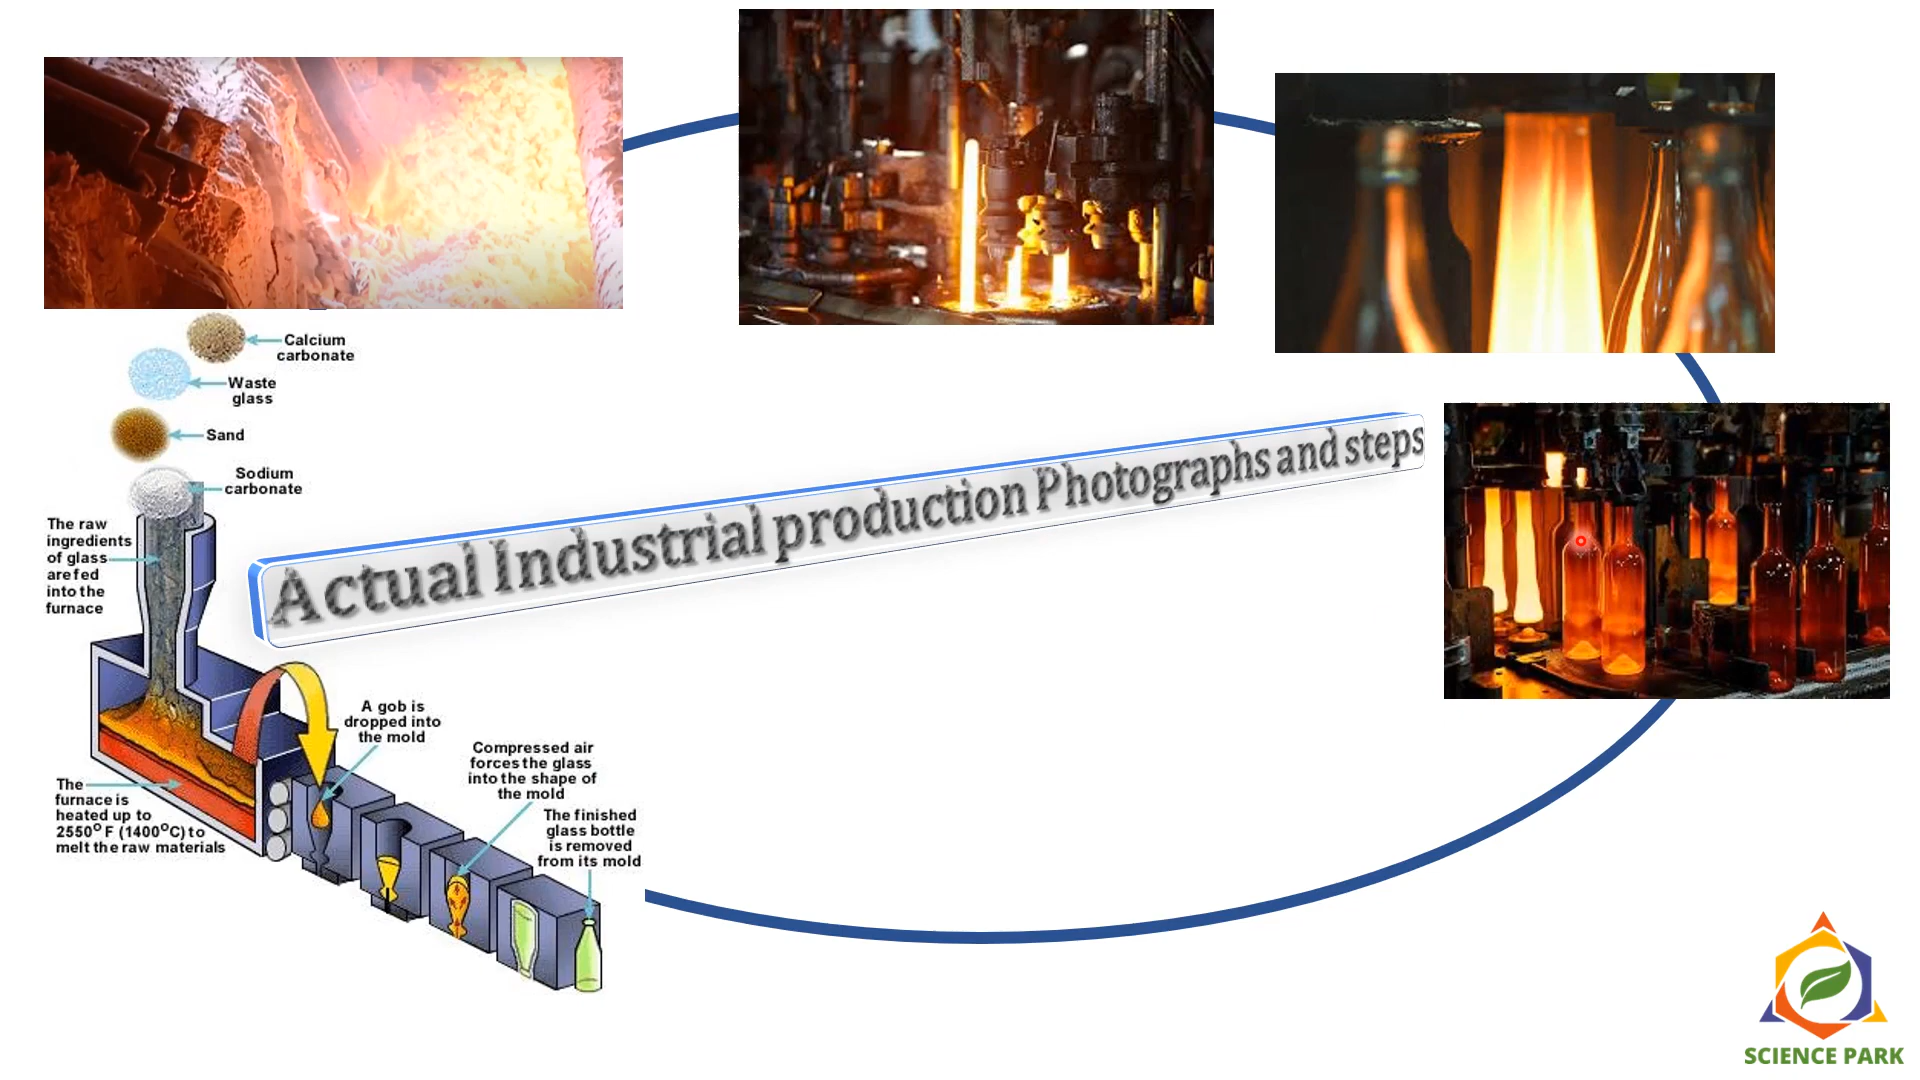 Calcium
carbonate
Waste
glass
Sand
Sodium
carbonate
The raw
ingredients
of glass
are fed
into the
furnace
Actual Industrial production Photographs and steps
A gob is
dropped into
the mold
Compressed air
forces the glass
into the shape of
the mold
The
furnace is
heated up to
2550° F (1400°C) to
melt the raw materials
The finished
glass bottle
is removed
from its mold
SCIENCE PARK